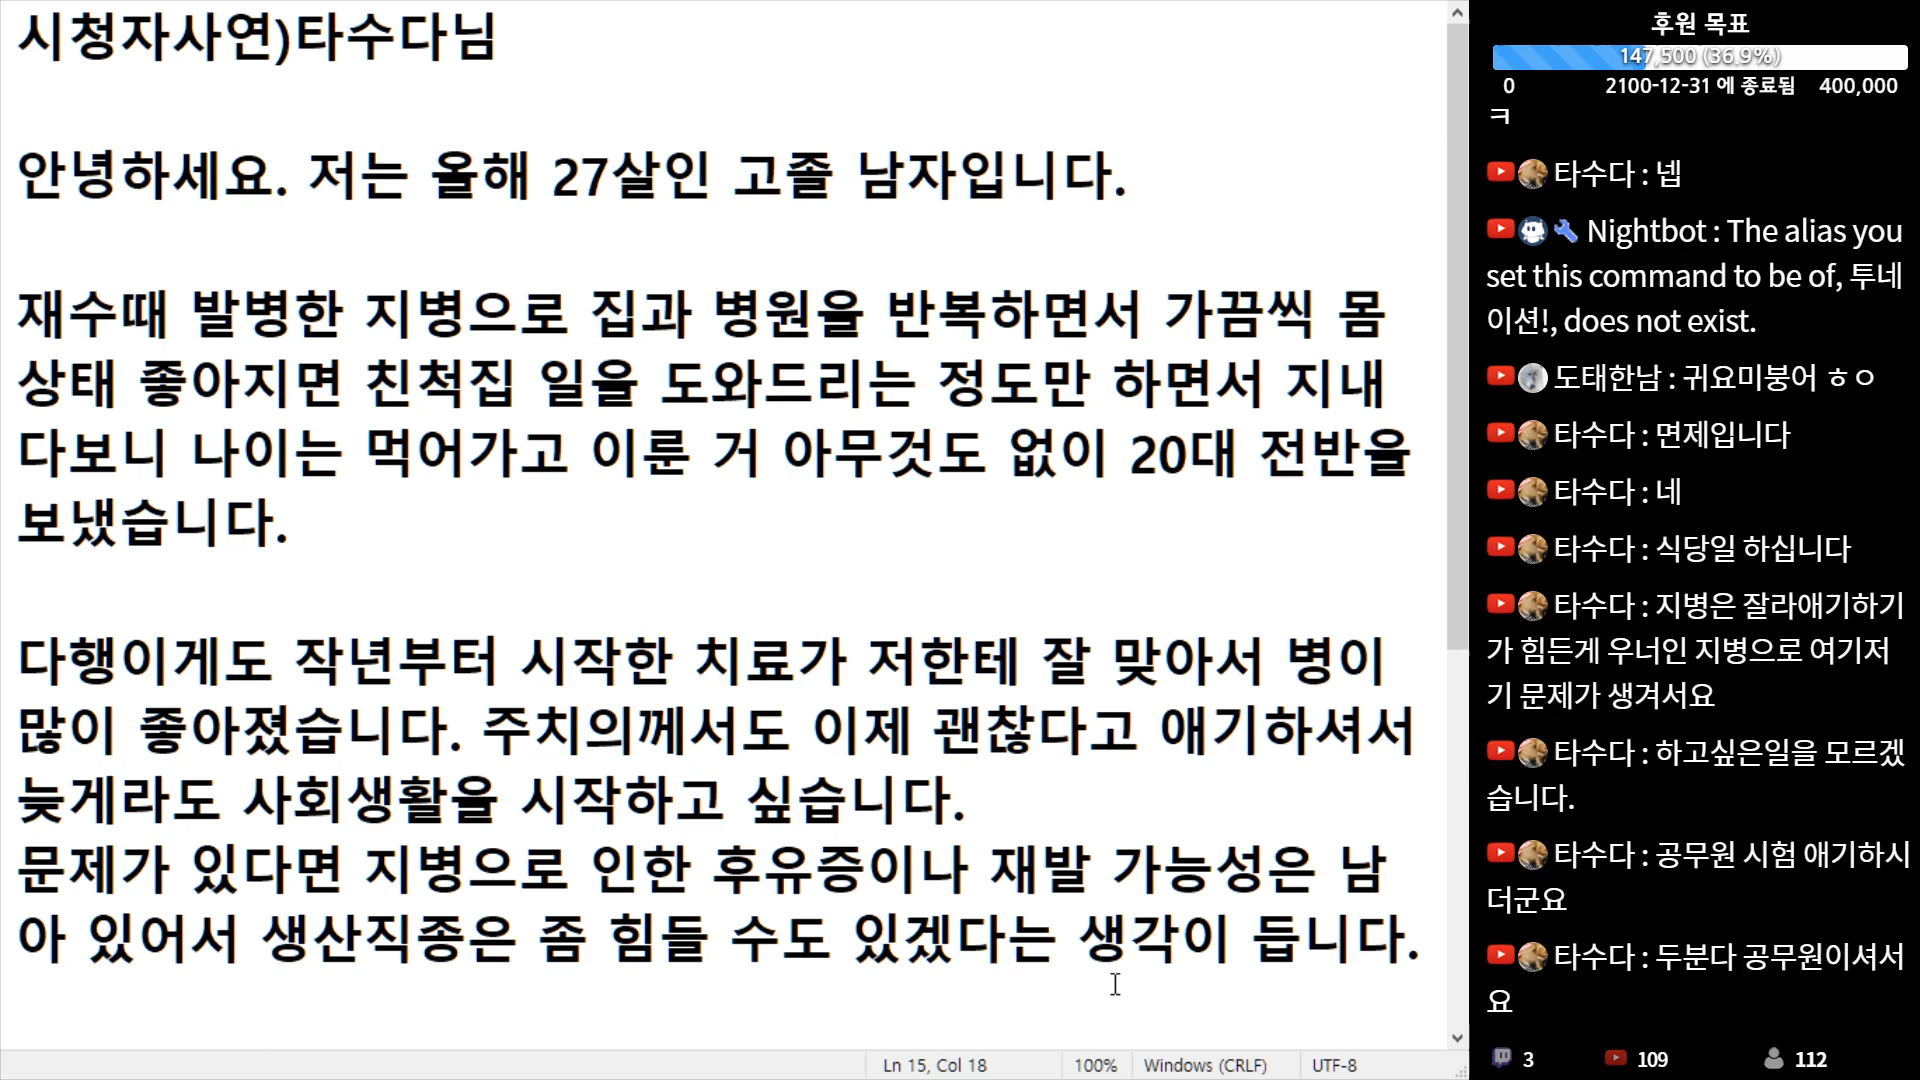 시청자사연)타수다님
안녕하세요. 저는 올해 27살인 고졸 남자입니다.
재수때 발병한 지병으로 집과 병원을 반복하면서 가끔씩 몸
상태 좋아지면 친척집 일을 도와드리는 정도만 하면서 지내
다보니 나이는 먹어가고 이룬 거 아무것도 없이 20대 전반을
보냈습니다.
다행이게도 작년부터 시작한 치료가 저한테 잘 맞아서 병이
많이 좋아졌습니다. 주치의께서도 이제 괜찮다고 얘기하셔서
늦게라도 사회생활을 시작하고 싶습니다.
문제가 있다면 지병으로 인한 후유증이나 재발 가능성은 남
아 있어서 생산직종은 좀 힘들 수도 있겠다는 생각이 듭니다.
Ln 15, Col 18
100%
Windows (CRLF)
UTF-8
후원 목표
147,500 (36.9%)
0 2100-12-31 에 종료됨 400,000
ㅋ
타수다 : 넵
Nightbot : The alias you
set this command to be of, 투네
이션!, does not exist.
도태한남 : 귀요미붕어 ㅎㅇ
타수다 : 면제입니다
타수다 : 네
타수다 : 식당일 하십니다
타수다 : 지병은 잘라얘기하기
가 힘든게 우너인 지병으로 여기저
기 문제가 생겨서요
타수다 : 하고싶은일을 모르겠
습니다.
타수다 : 공무원 시험 얘기하시
더군요
타수다 : 두분다 공무원이셔서
요
3 109 112